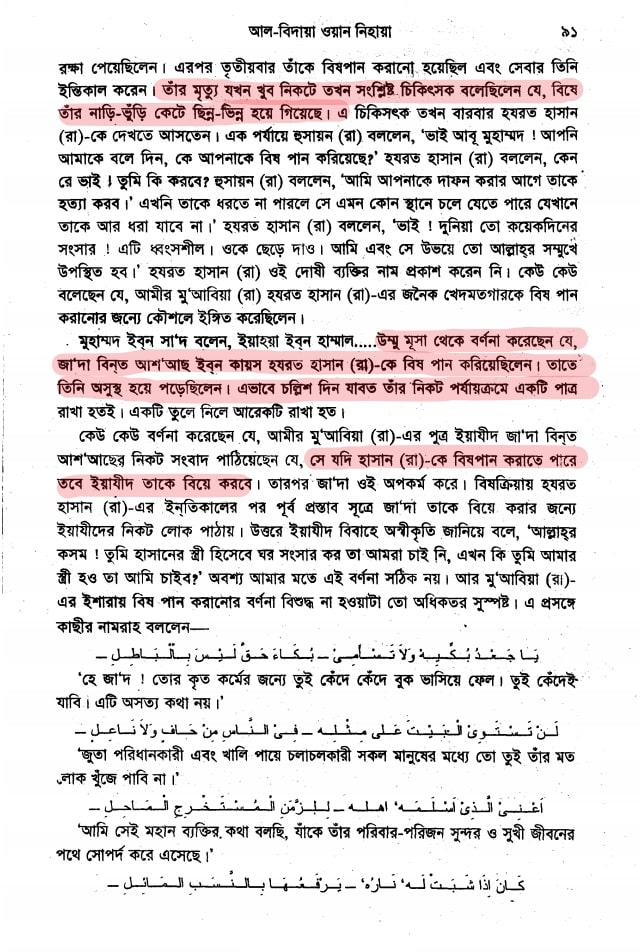 আল-বিদায়া ওয়ান নিহায়া ৯১
রক্ষা পেয়েছিলেন। এরপর তৃতীয়বার তাঁকে বিষপান করানো হয়েছিল এবং সেবার তিনি
ইন্তিকাল করেন। তাঁর মৃত্যু যখন খুব নিকটে তখন সংশ্লিষ্ট চিকিৎসক বলেছিলেন যে, বিষে
তাঁর নাড়ি-ভুঁড়ি কেটে ছিন্ন-ভিন্ন হয়ে গিয়েছে। এ চিকিৎসক তখন বারবার হযরত হাসান
(রা)-কে দেখতে আসতেন। এক পর্যায়ে হুসায়ন (রা) বললেন, ‘ভাই আবূ মুহাম্মদ ! আপনি
আমাকে বলে দিন, কে আপনাকে বিষ পান করিয়েছে?’ হযরত হাসান (রা) বললেন, কেন
রে ভাই ! তুমি কি করবে? হুসায়ন (রা) বললেন, ‘আমি আপনাকে দাফন করার আগে তাকে
হত্যা করব।’ এখনি তাকে ধরতে না পারলে সে এমন কোন স্থানে চলে যেতে পারে যেখানে
তাকে আর ধরা যাবে না।’ হযরত হাসান (রা) বললেন, ‘ভাই ! দুনিয়া তো কয়েকদিনের
সংসার ! এটি ধ্বংসশীল। ওকে ছেড়ে দাও। আমি এবং সে উভয়ে তো আল্লাহ্‌র সম্মুখে
উপস্থিত হব।’ হযরত হাসান (রা) ওই দোষী ব্যক্তির নাম প্রকাশ করেন নি। কেউ কেউ
বলেছেন যে, আমীর মু‘আবিয়া (রা) হযরত হাসান (রা)-এর জনৈক খেদমতগারকে বিষ পান
করানোর জন্যে কৌশলে ইঙ্গিত করেছিলেন।
মুহাম্মদ ইব্‌ন সা‘দ বলেন, ইয়াহয়া ইব্‌ন হাম্মাল.....উম্মু মূসা থেকে বর্ণনা করেছেন যে,
জা‘দা বিন্‌ত আশ‘আছ ইব্‌ন কায়স হযরত হাসান (রা)-কে বিষ পান করিয়েছিলেন। তাতে
তিনি অসুস্থ হয়ে পড়েছিলেন। এভাবে চল্লিশ দিন যাবত তাঁর নিকট পর্যায়ক্রমে একটি পাত্র
রাখা হতই। একটি তুলে নিলে আরেকটি রাখা হত।
কেউ কেউ বর্ণনা করেছেন যে, আমীর মু‘আবিয়া (রা)-এর পুত্র ইয়াযীদ জা‘দা বিন্‌ত
আশ‘আছের নিকট সংবাদ পাঠিয়েছেন যে, সে যদি হাসান (রা)-কে বিষপান করাতে পারে
তবে ইয়াযীদ তাকে বিয়ে করবে। তারপর জা‘দা ওই অপকর্ম করে। বিষক্রিয়ায় হযরত
হাসান (রা)-এর ইন্‌তিকালের পর পূর্ব প্রস্তাব সূত্রে জা‘দা তাকে বিয়ে করার জন্যে
ইয়াযীদের নিকট লোক পাঠায়। উত্তরে ইয়াযীদ বিবাহে অস্বীকৃতি জানিয়ে বলে, ‘আল্লাহ্‌র
কসম ! তুমি হাসানের স্ত্রী হিসেবে ঘর সংসার কর তা আমরা চাই নি, এখন কি তুমি আমার
স্ত্রী হও তা আমি চাইব?’ অবশ্য আমার মতে এই বর্ণনা সঠিক নয়। আর মু‘আবিয়া (রা)-
এর ইশারায় বিষ পান করানোর বর্ণনা বিশুদ্ধ না হওয়াটা তো অধিকতর সুস্পষ্ট। এ প্রসঙ্গে
কাছীর নামরাহ বললেন—
يَا جَعْدُ بُكِّيهِ وَلاَ تَسْأَمِىْ – بُكَاءَ حَقٍّ لَيْسَ بِالْبَاطِلِ –
‘হে জা‘দ ! তোর কৃত কর্মের জন্যে তুই কেঁদে কেঁদে বুক ভাসিয়ে ফেল। তুই কেঁদেই
যাবি। এটি অসত্য কথা নয়।’
لَنْ تَسْتَوِىَ الْبَيْتَ عَلى مِثْلِهِ – فِى النَّاسِ مِنْ حَافٍ وَلاَ نَاعِلٍ –
‘জুতা পরিধানকারী এবং খালি পায়ে চলাচলকারী সকল মানুষের মধ্যে তো তুই তাঁর মত
লোক খুঁজে পাবি না।’
اَعْنِى الَّذِىْ اَسْلَمَهُ اهله – لِلزَّمَنِ الْمُسْتَخْرِجِ الْمَاحِلِ –
‘আমি সেই মহান ব্যক্তির কথা বলছি, যাঁকে তাঁর পরিবার-পরিজন সুন্দর ও সুখী জীবনের
পথে সোপর্দ করে এসেছে।’
كَانَ اِذَا شَبَتْ لَهُ نَارُهُ – يَرْفَعُهَا بِالنَّسَبِ الْمَائِلِ –